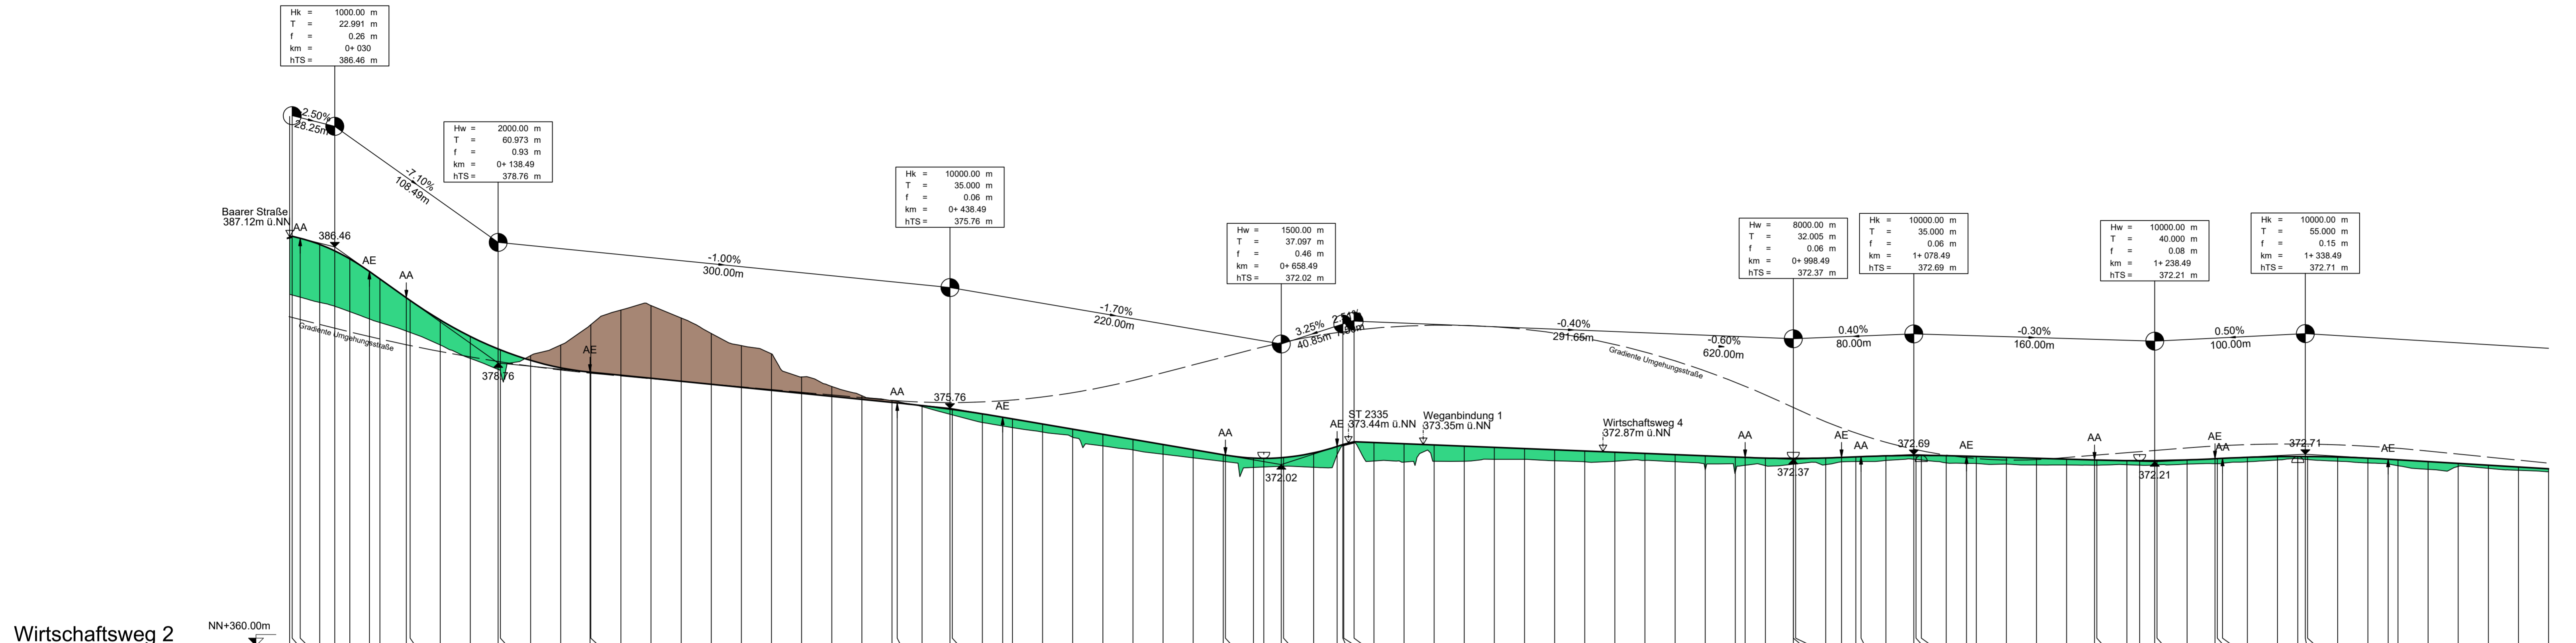 Hk = 1000.00 m
T = 22.991 m
f = 0.26 m
km = 0+ 030
hTS = 386.46 m
Hw = 2000.00 m
T = 60.973 m
f = 0.93 m
km = 0+ 138.49
hTS = 378.76 m
Hk = 10000.00 m
T = 35.000 m
f = 0.06 m
km = 0+ 438.49
hTS = 375.76 m
Hw = 1500.00 m
T = 37.097 m
f = 0.46 m
km = 0+ 658.49
hTS = 372.02 m
Hw = 8000.00 m
T = 32.005 m
f = 0.06 m
km = 0+ 998.49
hTS = 372.37 m
Hk = 10000.00 m
T = 35.000 m
f = 0.06 m
km = 1+ 078.49
hTS = 372.69 m
Hw = 10000.00 m
T = 40.000 m
f = 0.08 m
km = 1+ 238.49
hTS = 372.21 m
Hk = 10000.00 m
T = 55.000 m
f = 0.15 m
km = 1+ 338.49
hTS = 372.71 m
2.50%
28.25m
-7.10%
108.49m
-1.00%
300.00m
-1.70%
220.00m
3.25%
40.85m
-0.40%
291.65m
-0.60%
620.00m
0.40%
80.00m
-0.30%
160.00m
0.50%
100.00m
Baarer Straße
387.12m ü.NN
AA
386.46
AE
AA
Gradiente Umgehungsstraße
378.76
AE
AA
375.76
AE
AA
372.02
AE
ST 2335
373.44m ü.NN
Weganbindung 1
373.35m ü.NN
Wirtschaftsweg 4
372.87m ü.NN
Gradiente Umgehungsstraße
AA
372.37
AE
AA
372.69
AE
AA
372.21
AE
AA
372.71
AE
NN+360.00m
Wirtschaftsweg 2